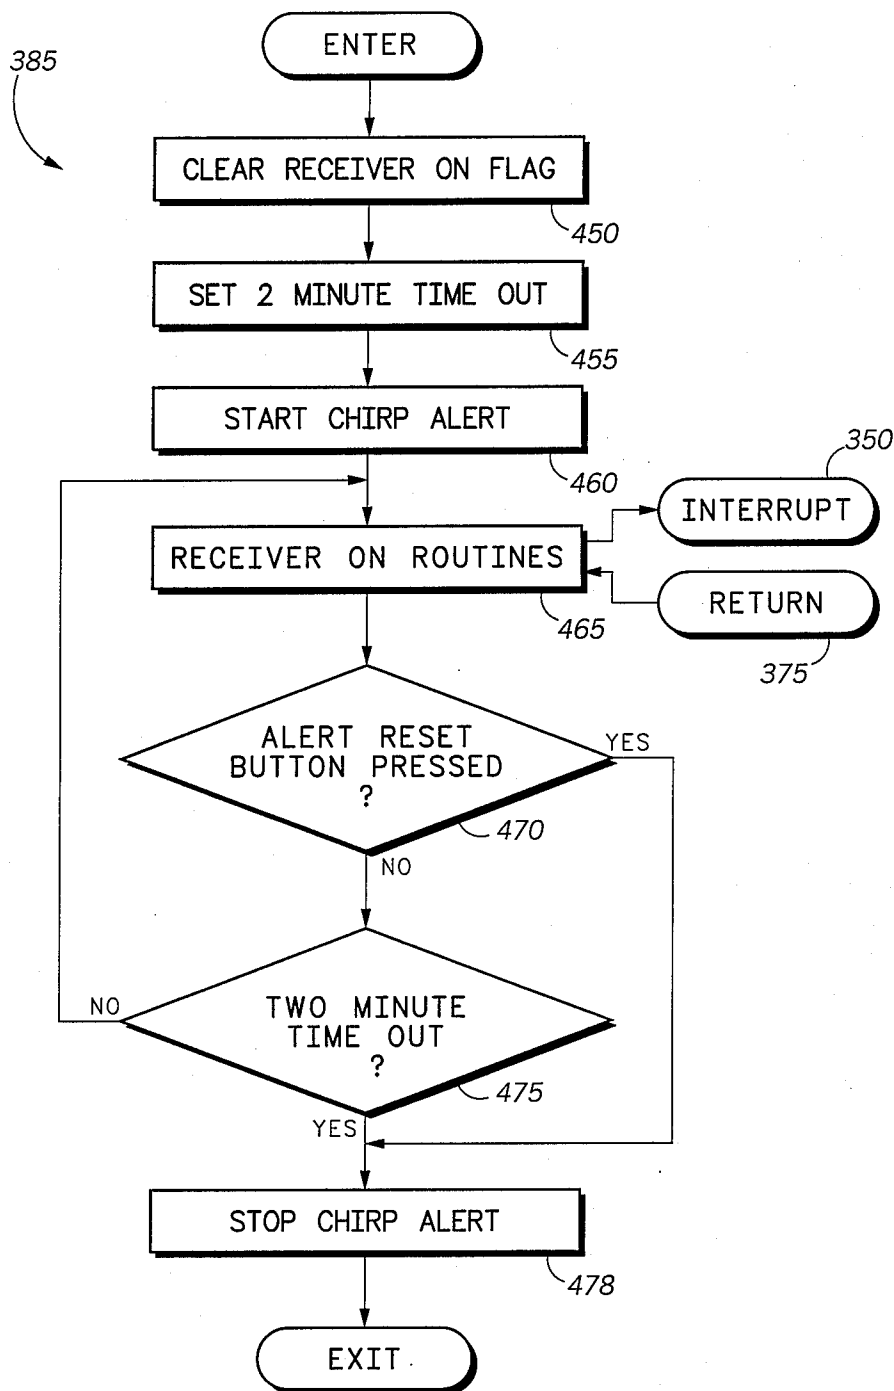 ENTER
385
CLEAR RECEIVER ON FLAG
450
SET 2 MINUTE TIME OUT
455
START CHIRP ALERT
460
350
INTERRUPT
RECEIVER ON ROUTINES
465
RETURN
375
ALERT RESET
BUTTON PRESSED
?
YES
470
NO
TWO MINUTE
TIME OUT
?
NO
475
YES
STOP CHIRP ALERT
478
EXIT